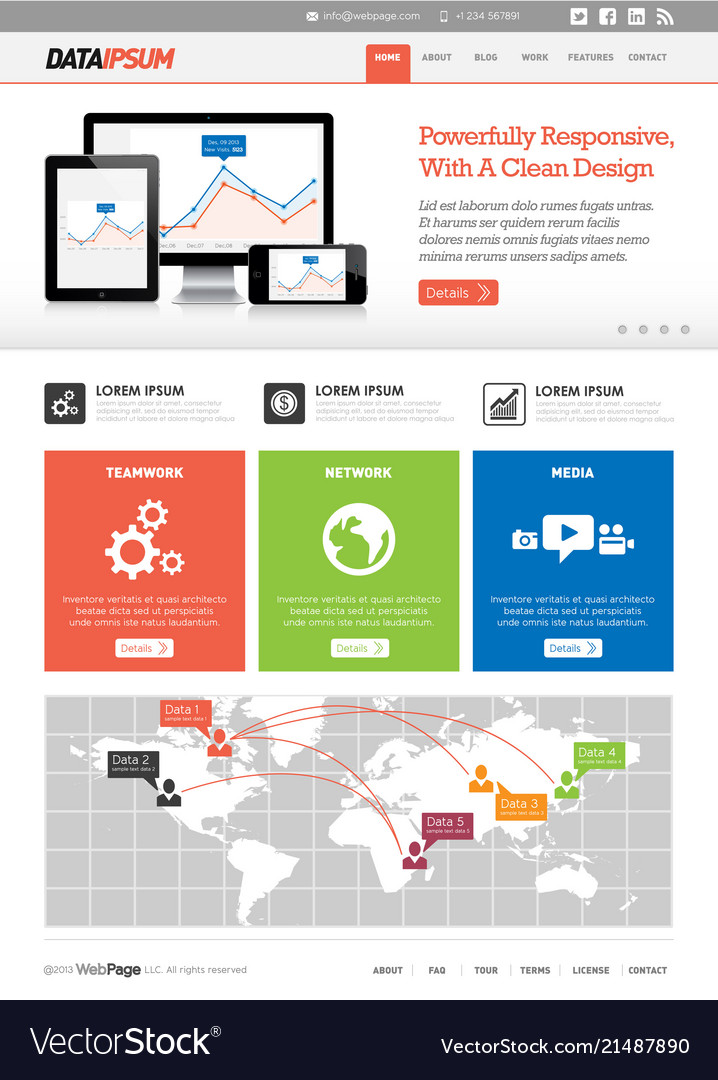 info@webpage.com
+1 234 567891
DATAIPSUM
HOME ABOUT BLOG WORK FEATURES CONTACT
Des, 09 2013
New Visits 5123
Dec,06 Dec,07 Dec,08 Dec,09
Powerfully Responsive,
With A Clean Design
Lid est laborum dolo rumes fugats untras.
Et harums ser quidem rerum facilis
dolores nemis omnis fugiats vitaes nemo
minima rerums unsers sadips amets.
Details
LOREM IPSUM
Lorem ipsum dolor sit amet, consectetur
adipisicing elit, sed do eiusmod tempor
incididunt ut labore et dolore magna aliqua
LOREM IPSUM
Lorem ipsum dolor sit amet, consectetur
adipisicing elit, sed do eiusmod tempor
incididunt ut labore et dolore magna aliqua
LOREM IPSUM
Lorem ipsum dolor sit amet, consectetur
adipisicing elit, sed do eiusmod tempor
incididunt ut labore et dolore magna aliqua
TEAMWORK
Inventore veritatis et quasi architecto
beatae dicta sed ut perspiciatis
unde omnis iste natus laudantium.
Details
NETWORK
Inventore veritatis et quasi architecto
beatae dicta sed ut perspiciatis
unde omnis iste natus laudantium.
Details
MEDIA
Inventore veritatis et quasi architecto
beatae dicta sed ut perspiciatis
unde omnis iste natus laudantium.
Details
Data 1
sample text data 1
Data 2
sample text data 2
Data 4
sample text data 4
Data 3
sample text data 3
Data 5
sample text data 5
@2013 WebPage LLC. All rights reserved
ABOUT FAQ TOUR TERMS LICENSE CONTACT
VectorStock®
VectorStock.com/21487890